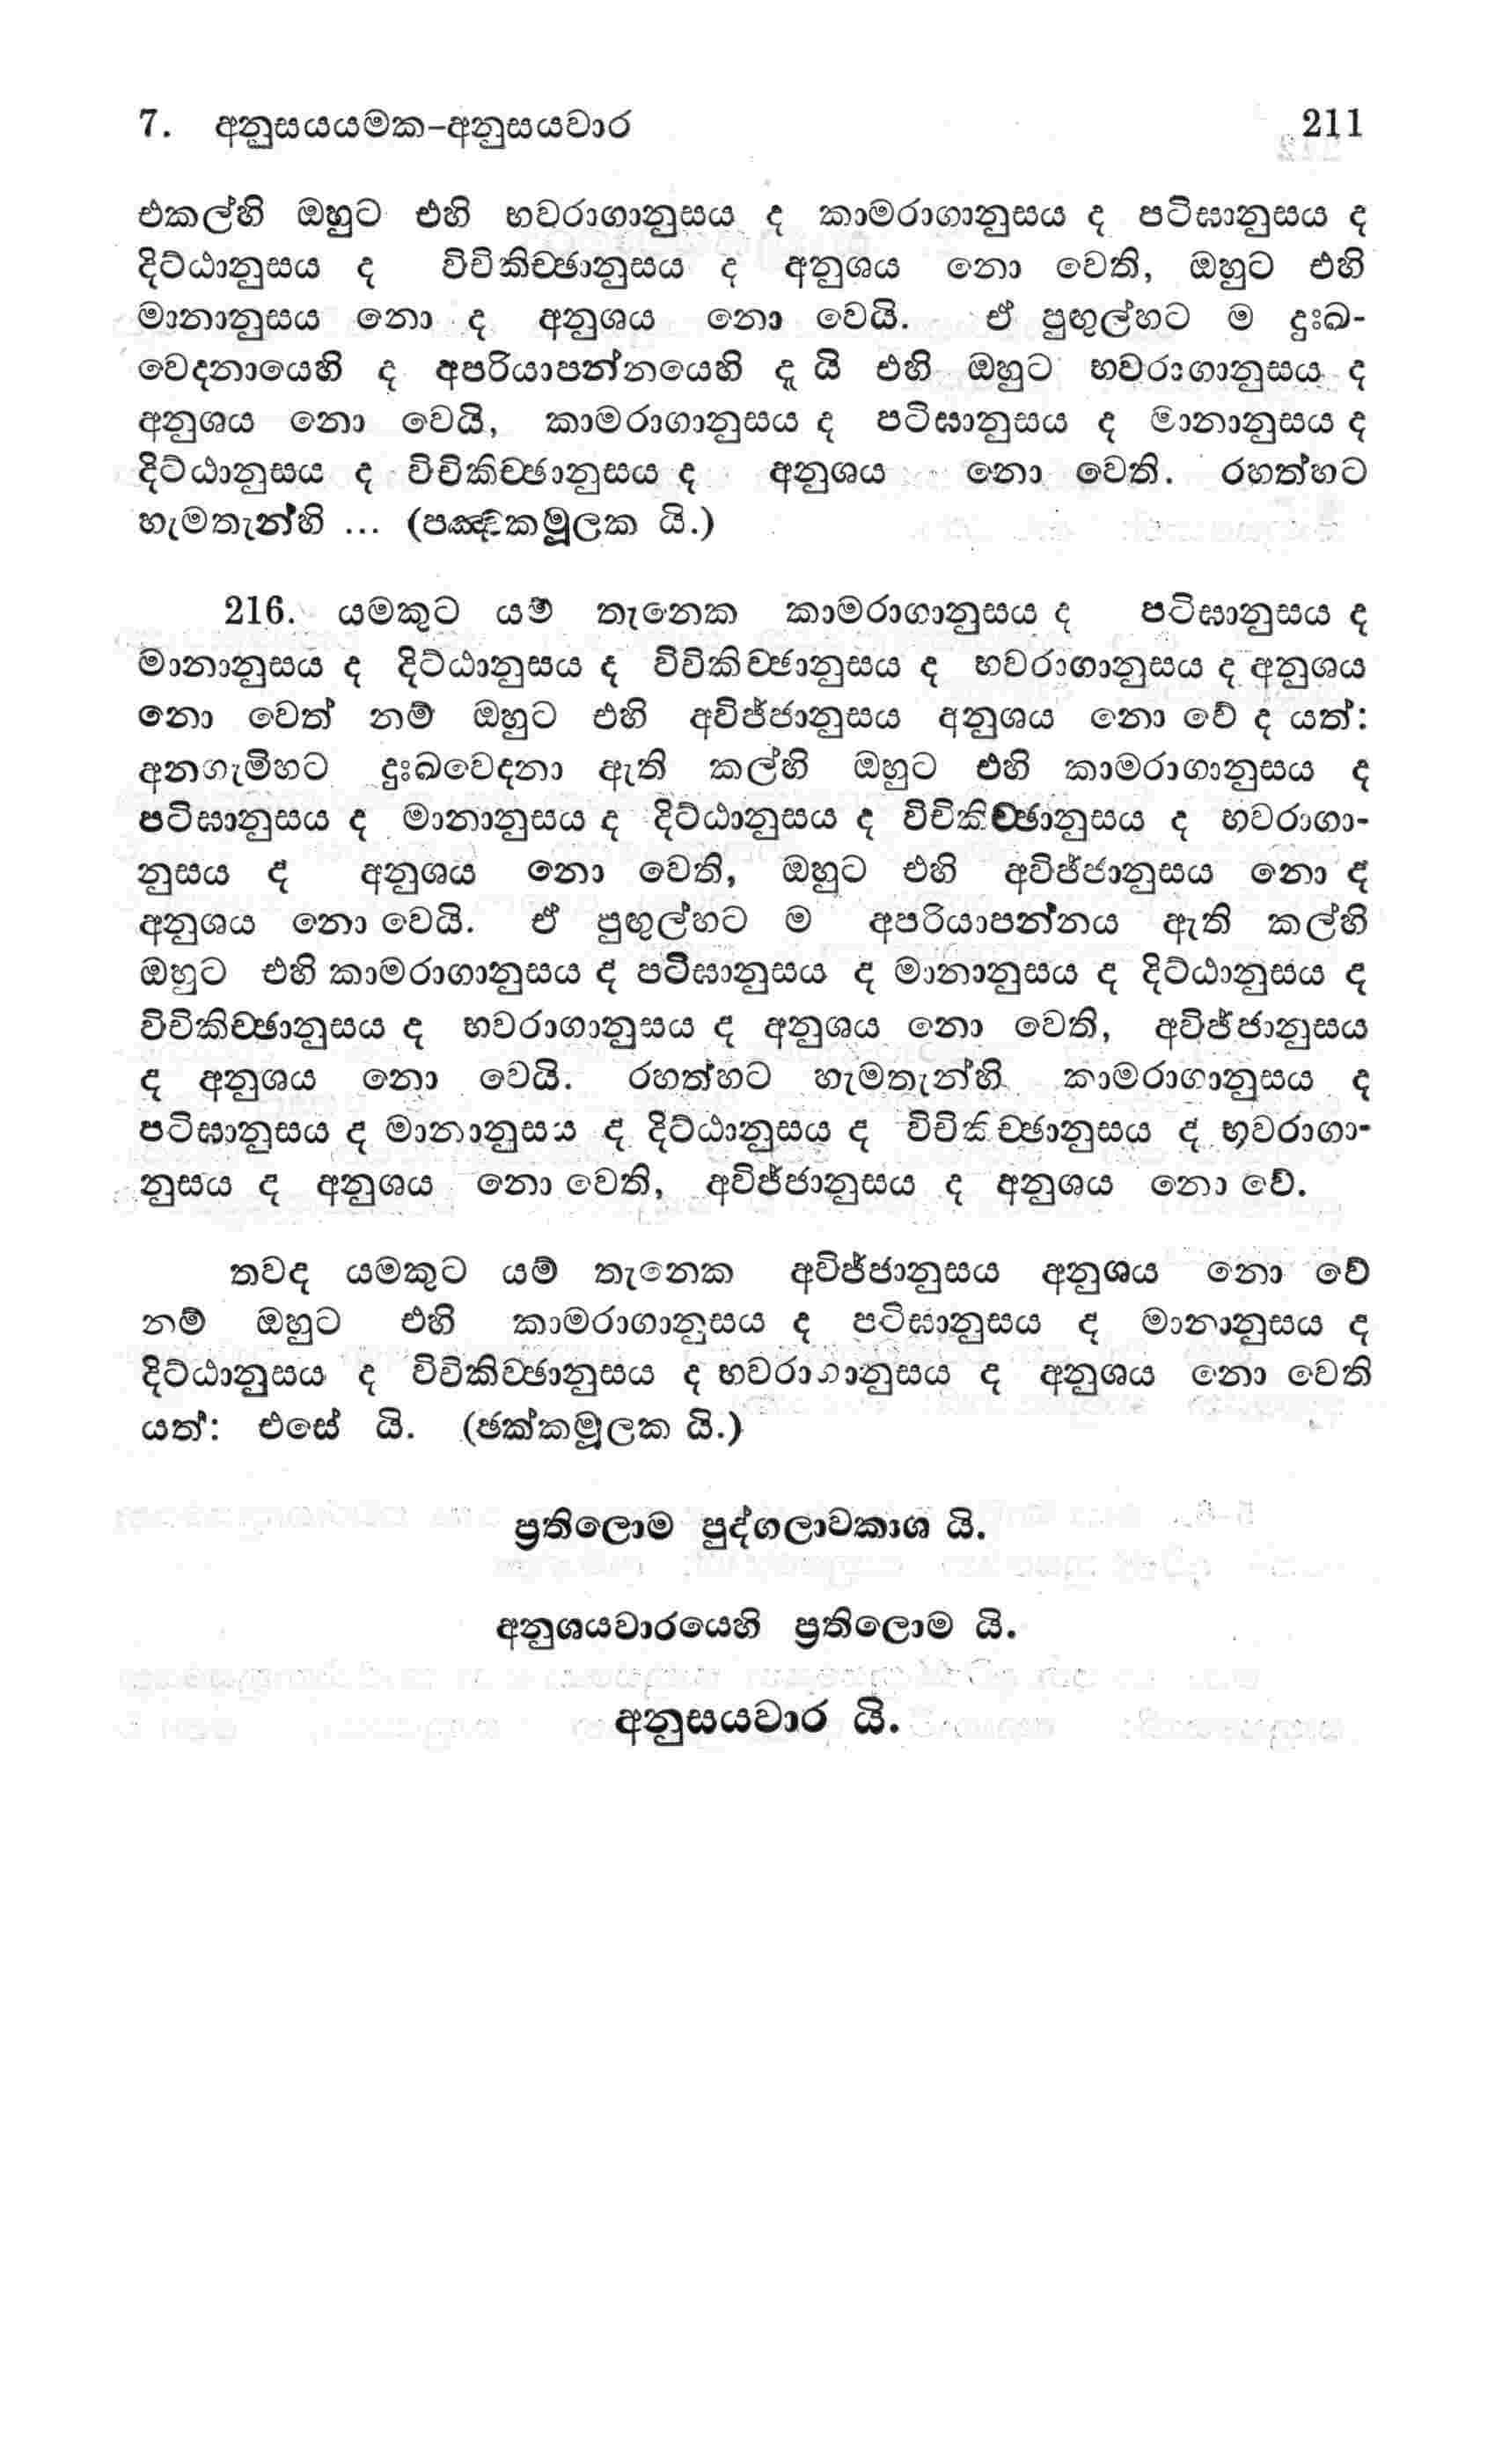 7. අනුසයයමක-අනුසයවාර 211
එකල්හි ඔහුට එහි භවරාගානුසය ද කාමරාගානුසය ද පටිඝානුසය ද
දිට්ඨානුසය ද විචිකිච්ඡානුසය ද අනුශය නො වෙති, ඔහුට එහි
මානානුසය නො ද අනුශය නො වෙයි. ඒ පුඟුල්හට ම දුඃඛ-
වෙදනායෙහි ද අපරියාපන්නයෙහි දැ යි එහි ඔහුට භවරාගානුසය ද
අනුශය නො වෙයි, කාමරාගානුසය ද පටිඝානුසය ද මානානුසය ද
දිට්ඨානුසය ද විචිකිච්ඡානුසය ද අනුශය නො වෙති. රහත්හට
හැමතැන්හි ... (පඤ්චකමූලක යි.)
216. යමකුට යම් තැනෙක කාමරාගානුසය ද පටිඝානුසය ද
මානානුසය ද දිට්ඨානුසය ද විචිකිච්ඡානුසය ද භවරාගානුසය ද අනුශය
නො වෙත් නම් ඔහුට එහි අවිජ්ජානුසය අනුශය නො වේ ද යත්:
අනගැමිහට දුඃඛවෙදනා ඇති කල්හි ඔහුට එහි කාමරාගානුසය ද
පටිඝානුසය ද මානානුසය ද දිට්ඨානුසය ද විචිකිච්ඡානුසය ද භවරාගා-
නුසය ද අනුශය නො වෙති, ඔහුට එහි අවිජ්ජානුසය නො ද
අනුශය නො වෙයි. ඒ පුඟුල්හට ම අපරියාපන්නය ඇති කල්හි
ඔහුට එහි කාමරාගානුසය ද පටිඝානුසය ද මානානුසය ද දිට්ඨානුසය ද
විචිකිච්ඡානුසය ද භවරාගානුසය ද අනුශය නො වෙති, අවිජ්ජානුසය
ද අනුශය නො වෙයි. රහත්හට හැමතැන්හි කාමරාගානුසය ද
පටිඝානුසය ද මානානුසය ද දිට්ඨානුසය ද විචිකිච්ඡානුසය ද භවරාගා-
නුසය ද අනුශය නො වෙති, අවිජ්ජානුසය ද අනුශය නො වේ.
තවද යමකුට යම් තැනෙක අවිජ්ජානුසය අනුශය නො වේ
නම් ඔහුට එහි කාමරාගානුසය ද පටිඝානුසය ද මානානුසය ද
දිට්ඨානුසය ද විචිකිච්ඡානුසය ද භවරාගානුසය ද අනුශය නො වෙති
යත්: එසේ යි. (ඡක්කමූලක යි.)
ප්‍රතිලොම පුද්ගලාවකාශ යි.
අනුශයවාරයෙහි ප්‍රතිලොම යි.
අනුසයවාර යි.